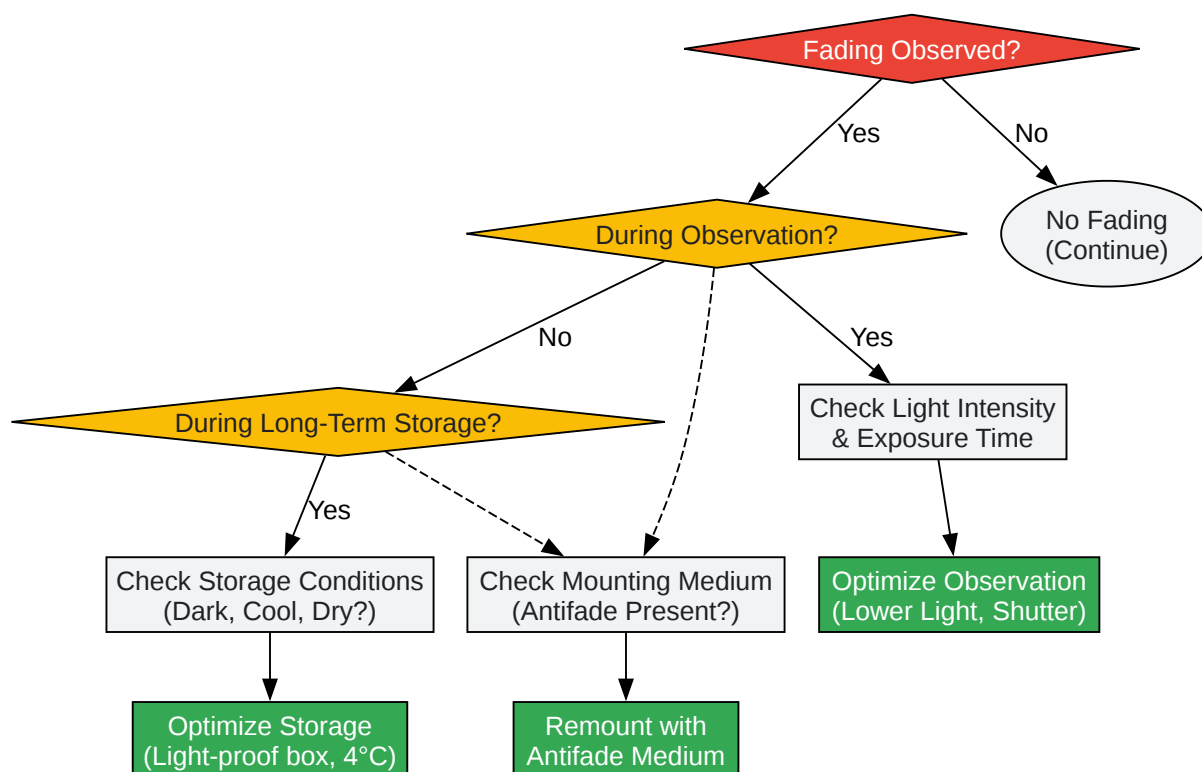 Fading Observed?
Yes
No
No Fading
(Continue)
During Observation?
No
Yes
Check Light Intensity
& Exposure Time
During Long-Term Storage?
Yes
Check Storage Conditions
(Dark, Cool, Dry?)
Check Mounting Medium
(Antifade Present?)
Optimize Observation
(Lower Light, Shutter)
Optimize Storage
(Light-proof box, 4°C)
Remount with
Antifade Medium